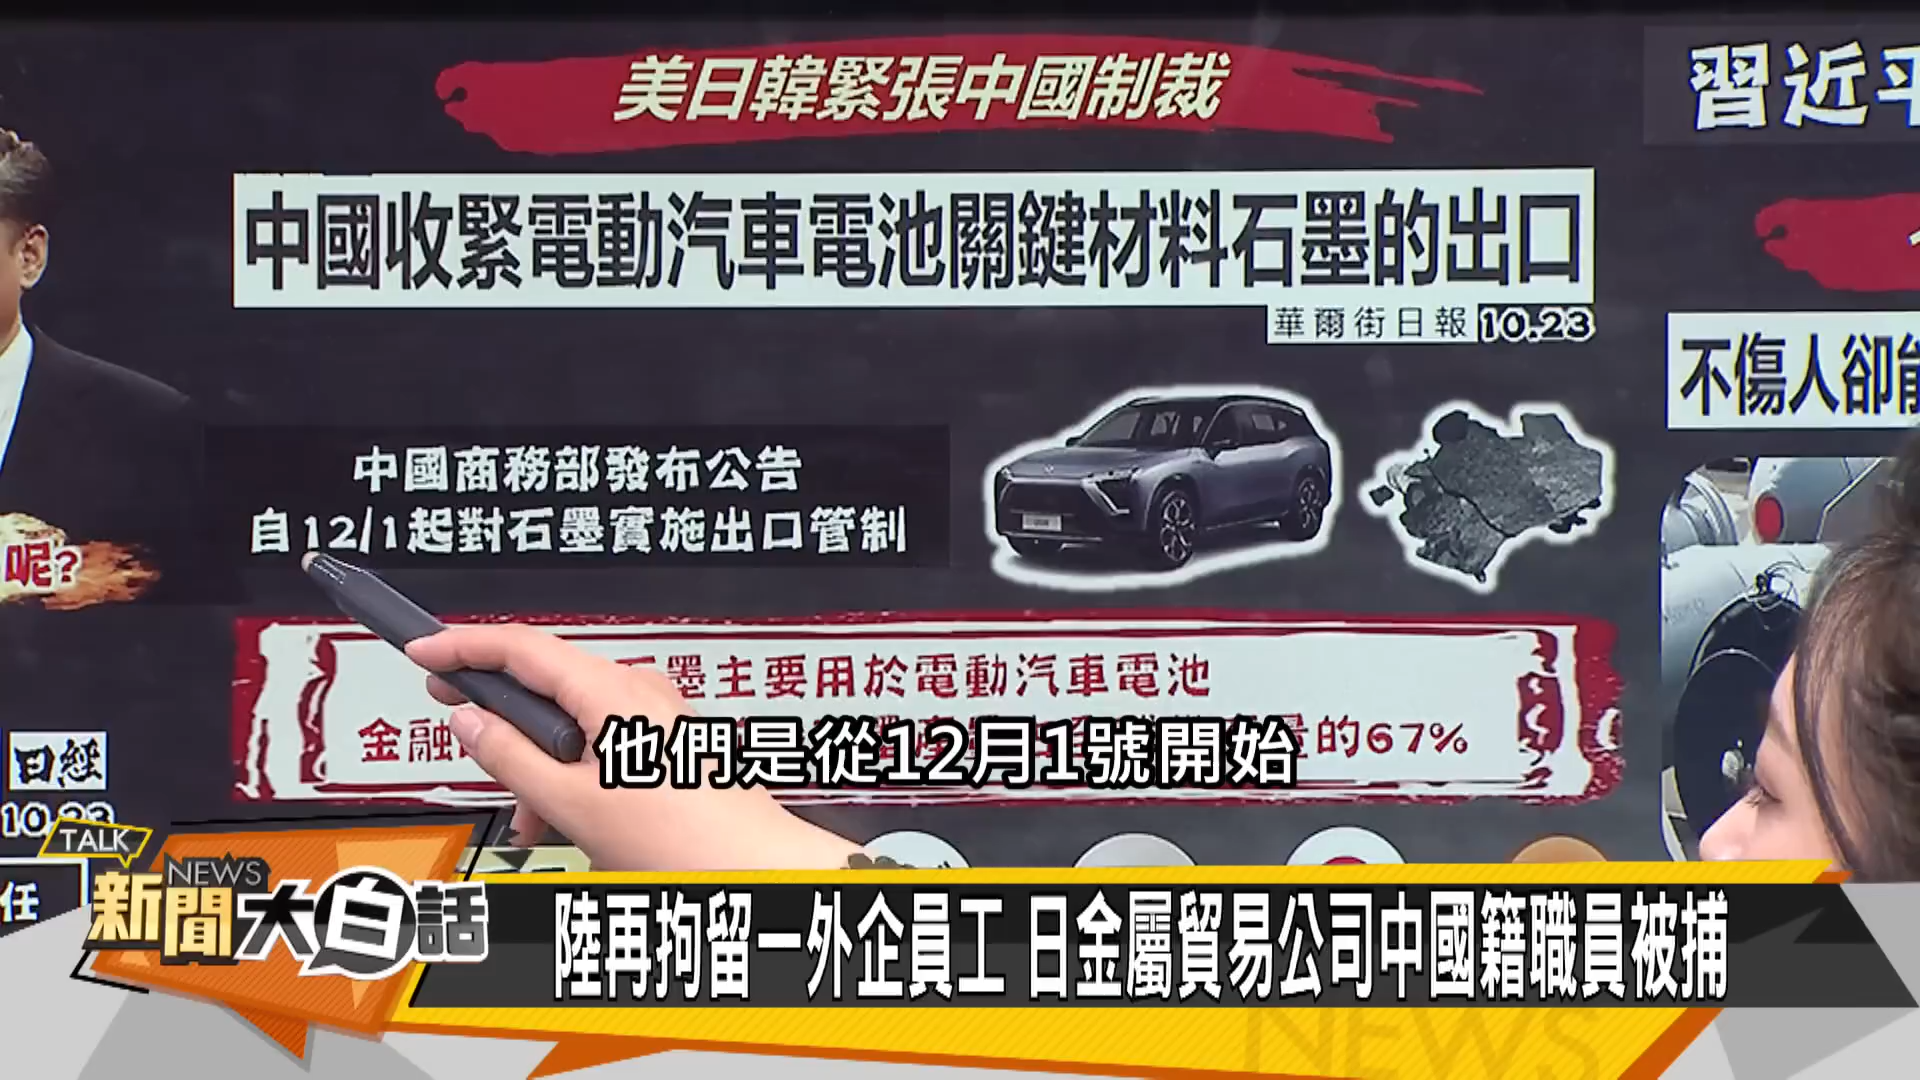 美日韓緊張中國制裁
習近平
中國收緊電動汽車電池關鍵材料石墨的出口
華爾街日報 10.23
不傷人卻能
中國商務部發布公告
自12/1起對石墨實施出口管制
呢?
墨主要用於電動汽車電池
金融
量的67%
他們是從12月1號開始
日經
10.23
任
TALK
NEWS
新聞大白話
陸再拘留一外企員工 日金屬貿易公司中國籍職員被捕
NEWS